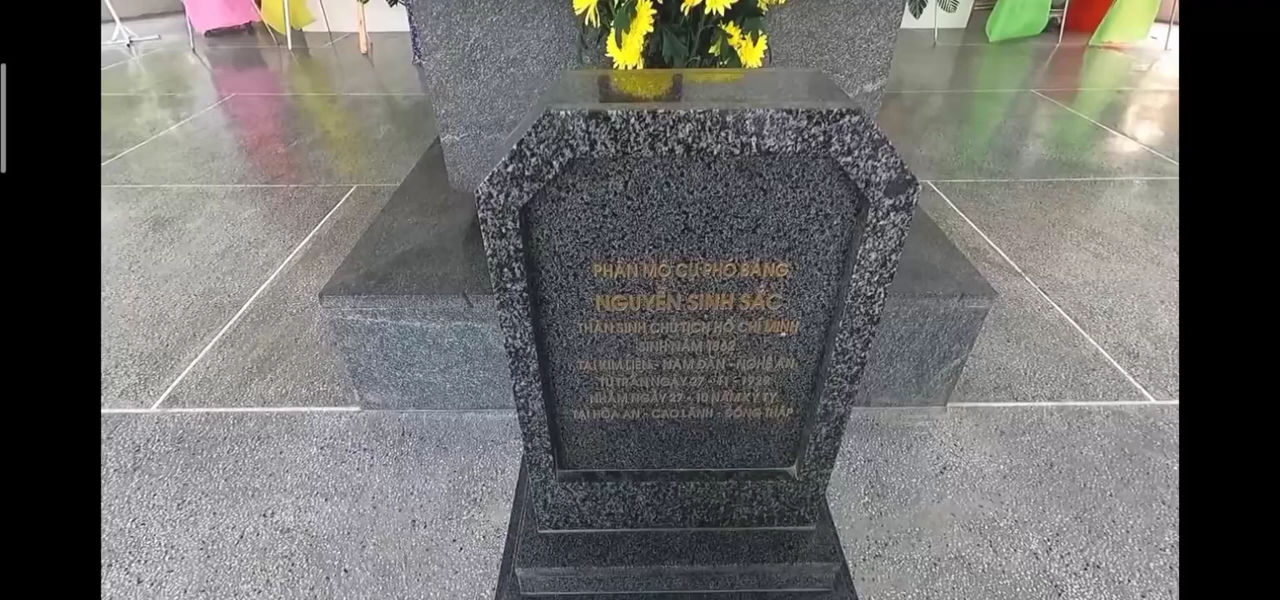 PHẦN MỘ CỤ PHÓ BẢNG
NGUYỄN SINH SẮC
THÂN SINH CHỦ TỊCH HỒ CHÍ MINH
SINH NĂM 1862
TẠI KIM LIÊN - NAM ĐÀN - NGHỆ AN
TỪ TRẦN NGÀY 27 - 11 - 1929
NHẰM NGÀY 27 - 10 NĂM KỶ TỴ
TẠI HÒA AN - CAO LÃNH - ĐỒNG THÁP